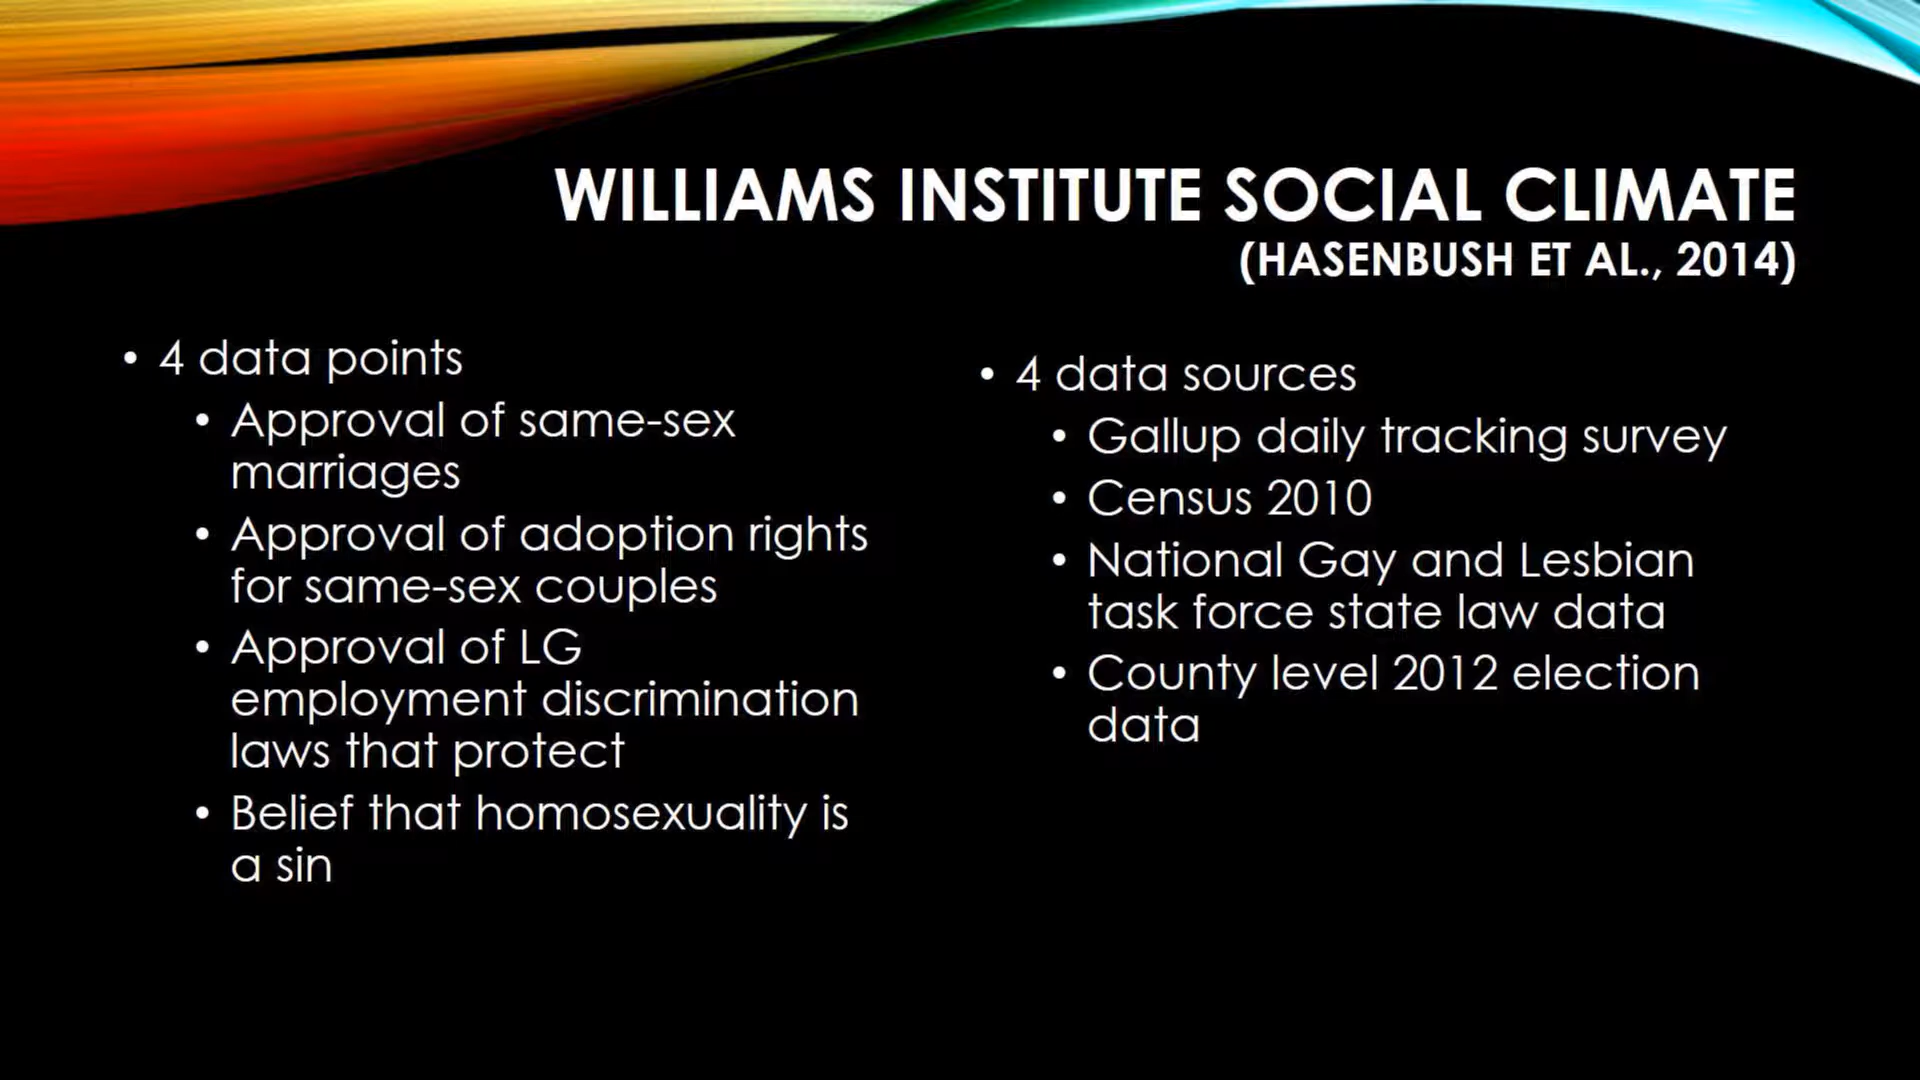 WILLIAMS INSTITUTE SOCIAL CLIMATE
(HASENBUSH ET AL., 2014)
• 4 data points
• Approval of same-sex
marriages
• Approval of adoption rights
for same-sex couples
• Approval of LG
employment discrimination
laws that protect
• Belief that homosexuality is
a sin
• 4 data sources
• Gallup daily tracking survey
• Census 2010
• National Gay and Lesbian
task force state law data
• County level 2012 election
data